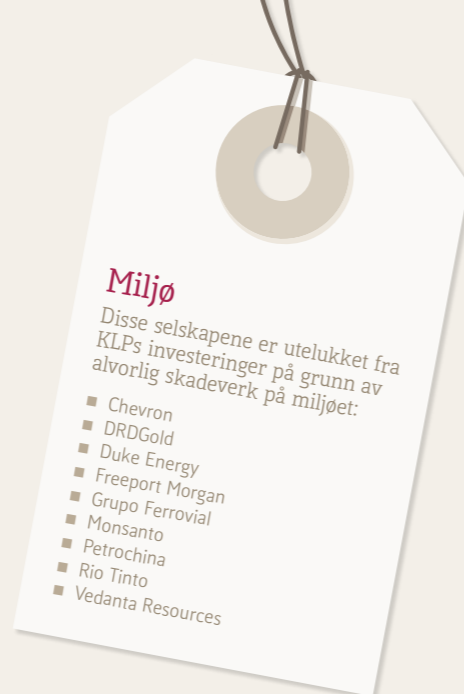 Miljø
Disse selskapene er utelukket fra
KLPs investeringer på grunn av
alvorlig skadeverk på miljøet:
Chevron
DRDGold
Duke Energy
Freeport Morgan
Grupo Ferrovial
Monsanto
Petrochina
Rio Tinto
Vedanta Resources